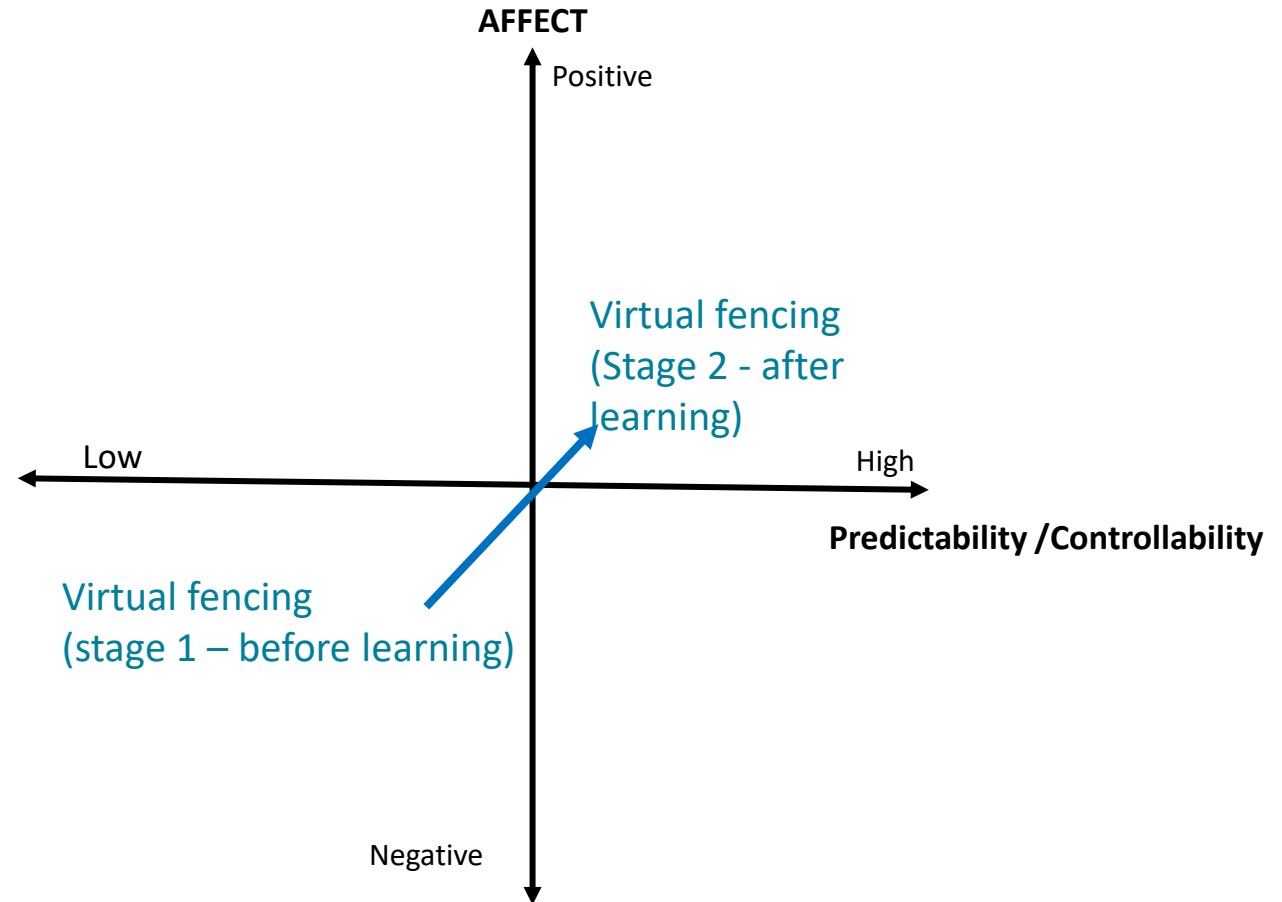 AFFECT
Positive
Virtual fencing
(Stage 2 - after
learning)
Low
High
Predictability /Controllability
Virtual fencing
(stage 1 – before learning)
Negative